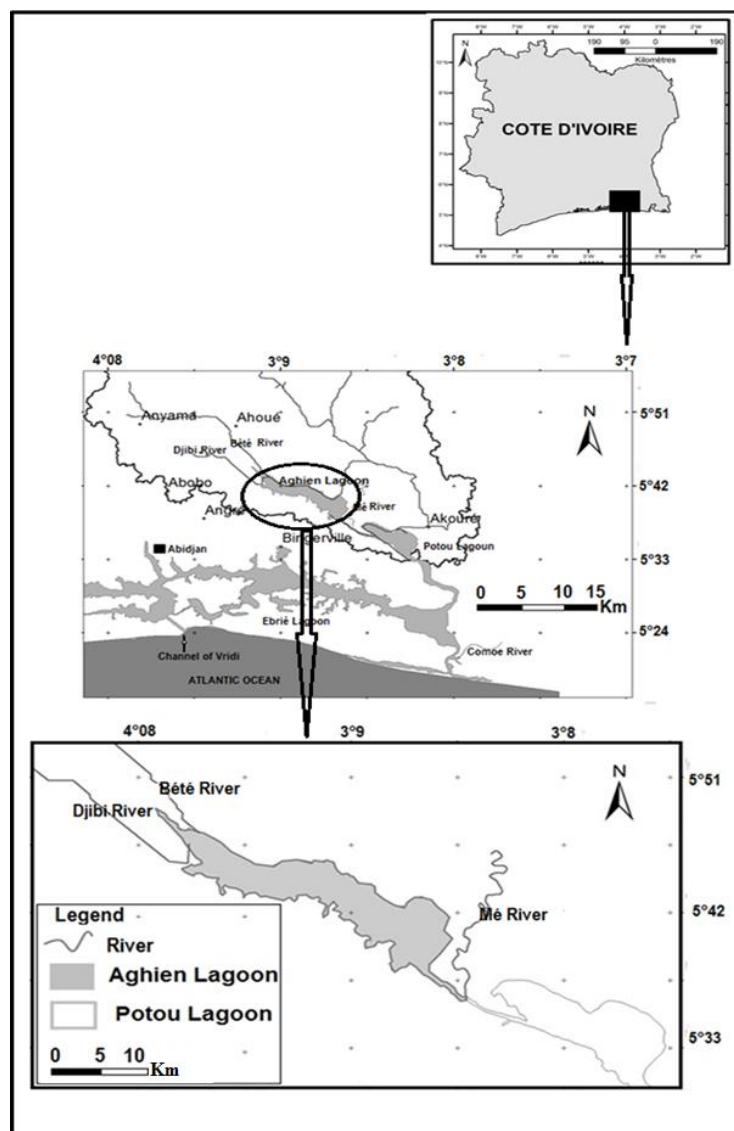 N
190 95 0 190
Kilomètres
COTE D'IVOIRE
4°08 3°9 3°8 3°7
N
5°51
Anyama Ahoué
Bété River
Djibi River
Aghien Lagoon
5°42
Abobo
Mé River
Angré
Akouré
Bingerville
Potou Lagoun
Abidjan
5°33
0 5 10 15
Km
Ebrié Lagoon
5°24
Channel of Vridi
Comoe River
ATLANTIC OCEAN
4°08 3°9 3°8
N
5°51
Bété River
Djibi River
Mé River
5°42
Legend
River
Aghien Lagoon
Potou Lagoon
5°33
0 5 10
Km